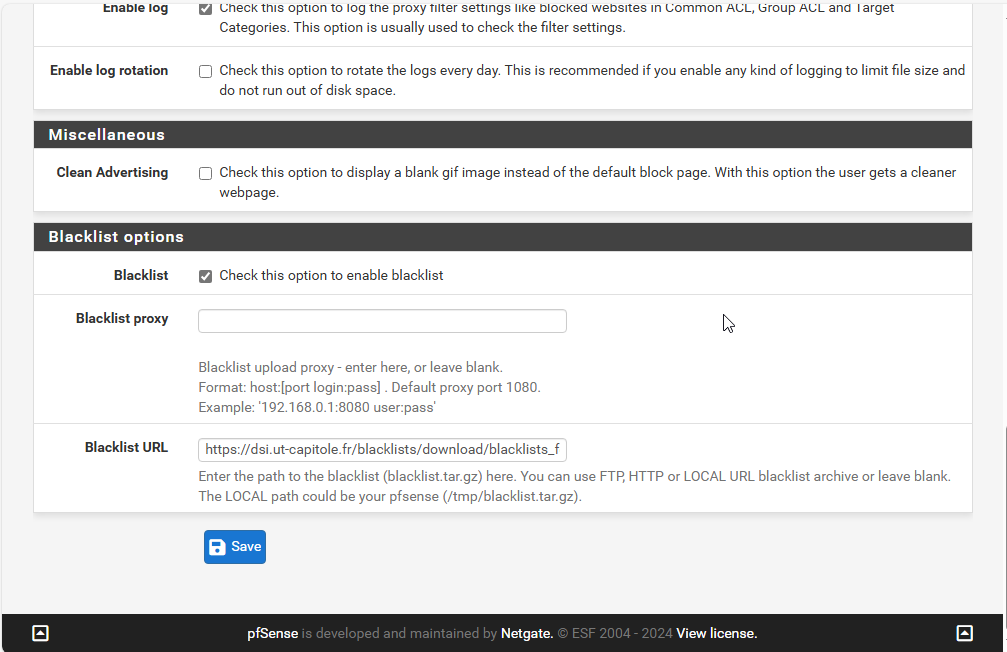 Enable log
Check this option to log the proxy filter settings like blocked websites in Common ACL, Group ACL and Target
Categories. This option is usually used to check the filter settings.
Enable log rotation
Check this option to rotate the logs every day. This is recommended if you enable any kind of logging to limit file size and
do not run out of disk space.
Miscellaneous
Clean Advertising
Check this option to display a blank gif image instead of the default block page. With this option the user gets a cleaner
webpage.
Blacklist options
Blacklist
Check this option to enable blacklist
Blacklist proxy
Blacklist upload proxy - enter here, or leave blank.
Format: host:[port login:pass] . Default proxy port 1080.
Example: '192.168.0.1:8080 user:pass'
Blacklist URL
https://dsi.ut-capitole.fr/blacklists/download/blacklists_f
Enter the path to the blacklist (blacklist.tar.gz) here. You can use FTP, HTTP or LOCAL URL blacklist archive or leave blank.
The LOCAL path could be your pfsense (/tmp/blacklist.tar.gz).
Save
pfSense is developed and maintained by Netgate. © ESF 2004 - 2024 View license.